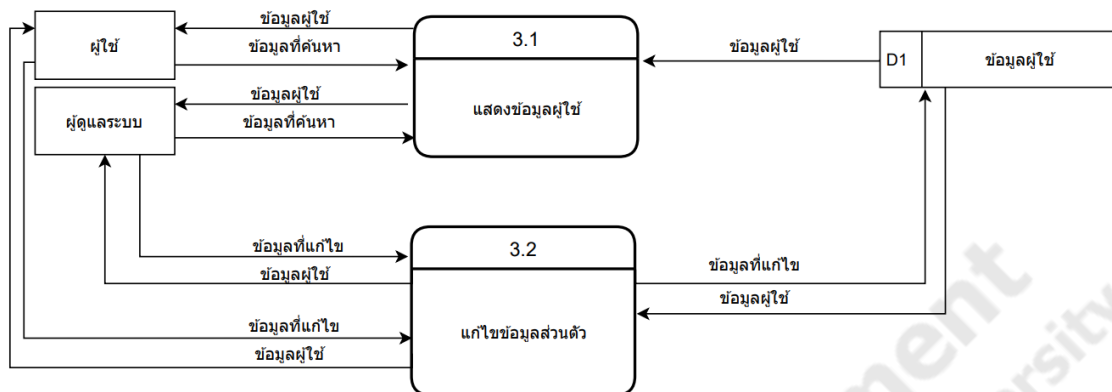 ข้อมูลผู้ใช้
ผู้ใช้
ข้อมูลที่ค้นหา
3.1
แสดงข้อมูลผู้ใช้
ข้อมูลผู้ใช้
D1
ข้อมูลผู้ใช้
ข้อมูลผู้ใช้
ผู้ดูแลระบบ
ข้อมูลที่ค้นหา
ข้อมูลที่แก้ไข
ข้อมูลผู้ใช้
3.2
แก้ไขข้อมูลส่วนตัว
ข้อมูลที่แก้ไข
ข้อมูลผู้ใช้
ข้อมูลที่แก้ไข
ข้อมูลผู้ใช้